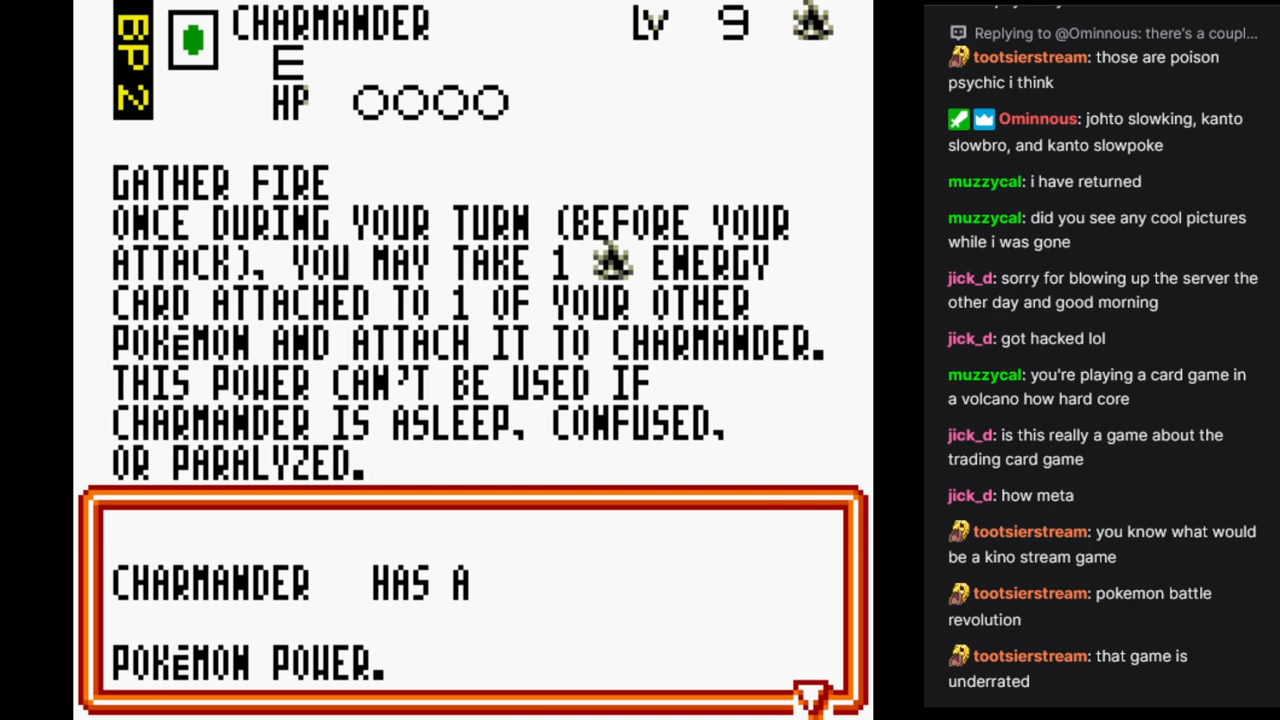 BP 2
CHARMANDER Lv 9
E
HP
GATHER FIRE
ONCE DURING YOUR TURN (BEFORE YOUR
ATTACK), YOU MAY TAKE 1 ENERGY
CARD ATTACHED TO 1 OF YOUR OTHER
POKéMON AND ATTACH IT TO CHARMANDER.
THIS POWER CAN'T BE USED IF
CHARMANDER IS ASLEEP, CONFUSED,
OR PARALYZED.
CHARMANDER HAS A
POKéMON POWER.
Replying to @Ominnous: there's a coupl...
tootsierstream: those are poison
psychic i think
Ominnous: johto slowking, kanto
slowbro, and kanto slowpoke
muzzycal: i have returned
muzzycal: did you see any cool pictures
while i was gone
jick_d: sorry for blowing up the server the
other day and good morning
jick_d: got hacked lol
muzzycal: you're playing a card game in
a volcano how hard core
jick_d: is this really a game about the
trading card game
jick_d: how meta
tootsierstream: you know what would
be a kino stream game
tootsierstream: pokemon battle
revolution
tootsierstream: that game is
underrated